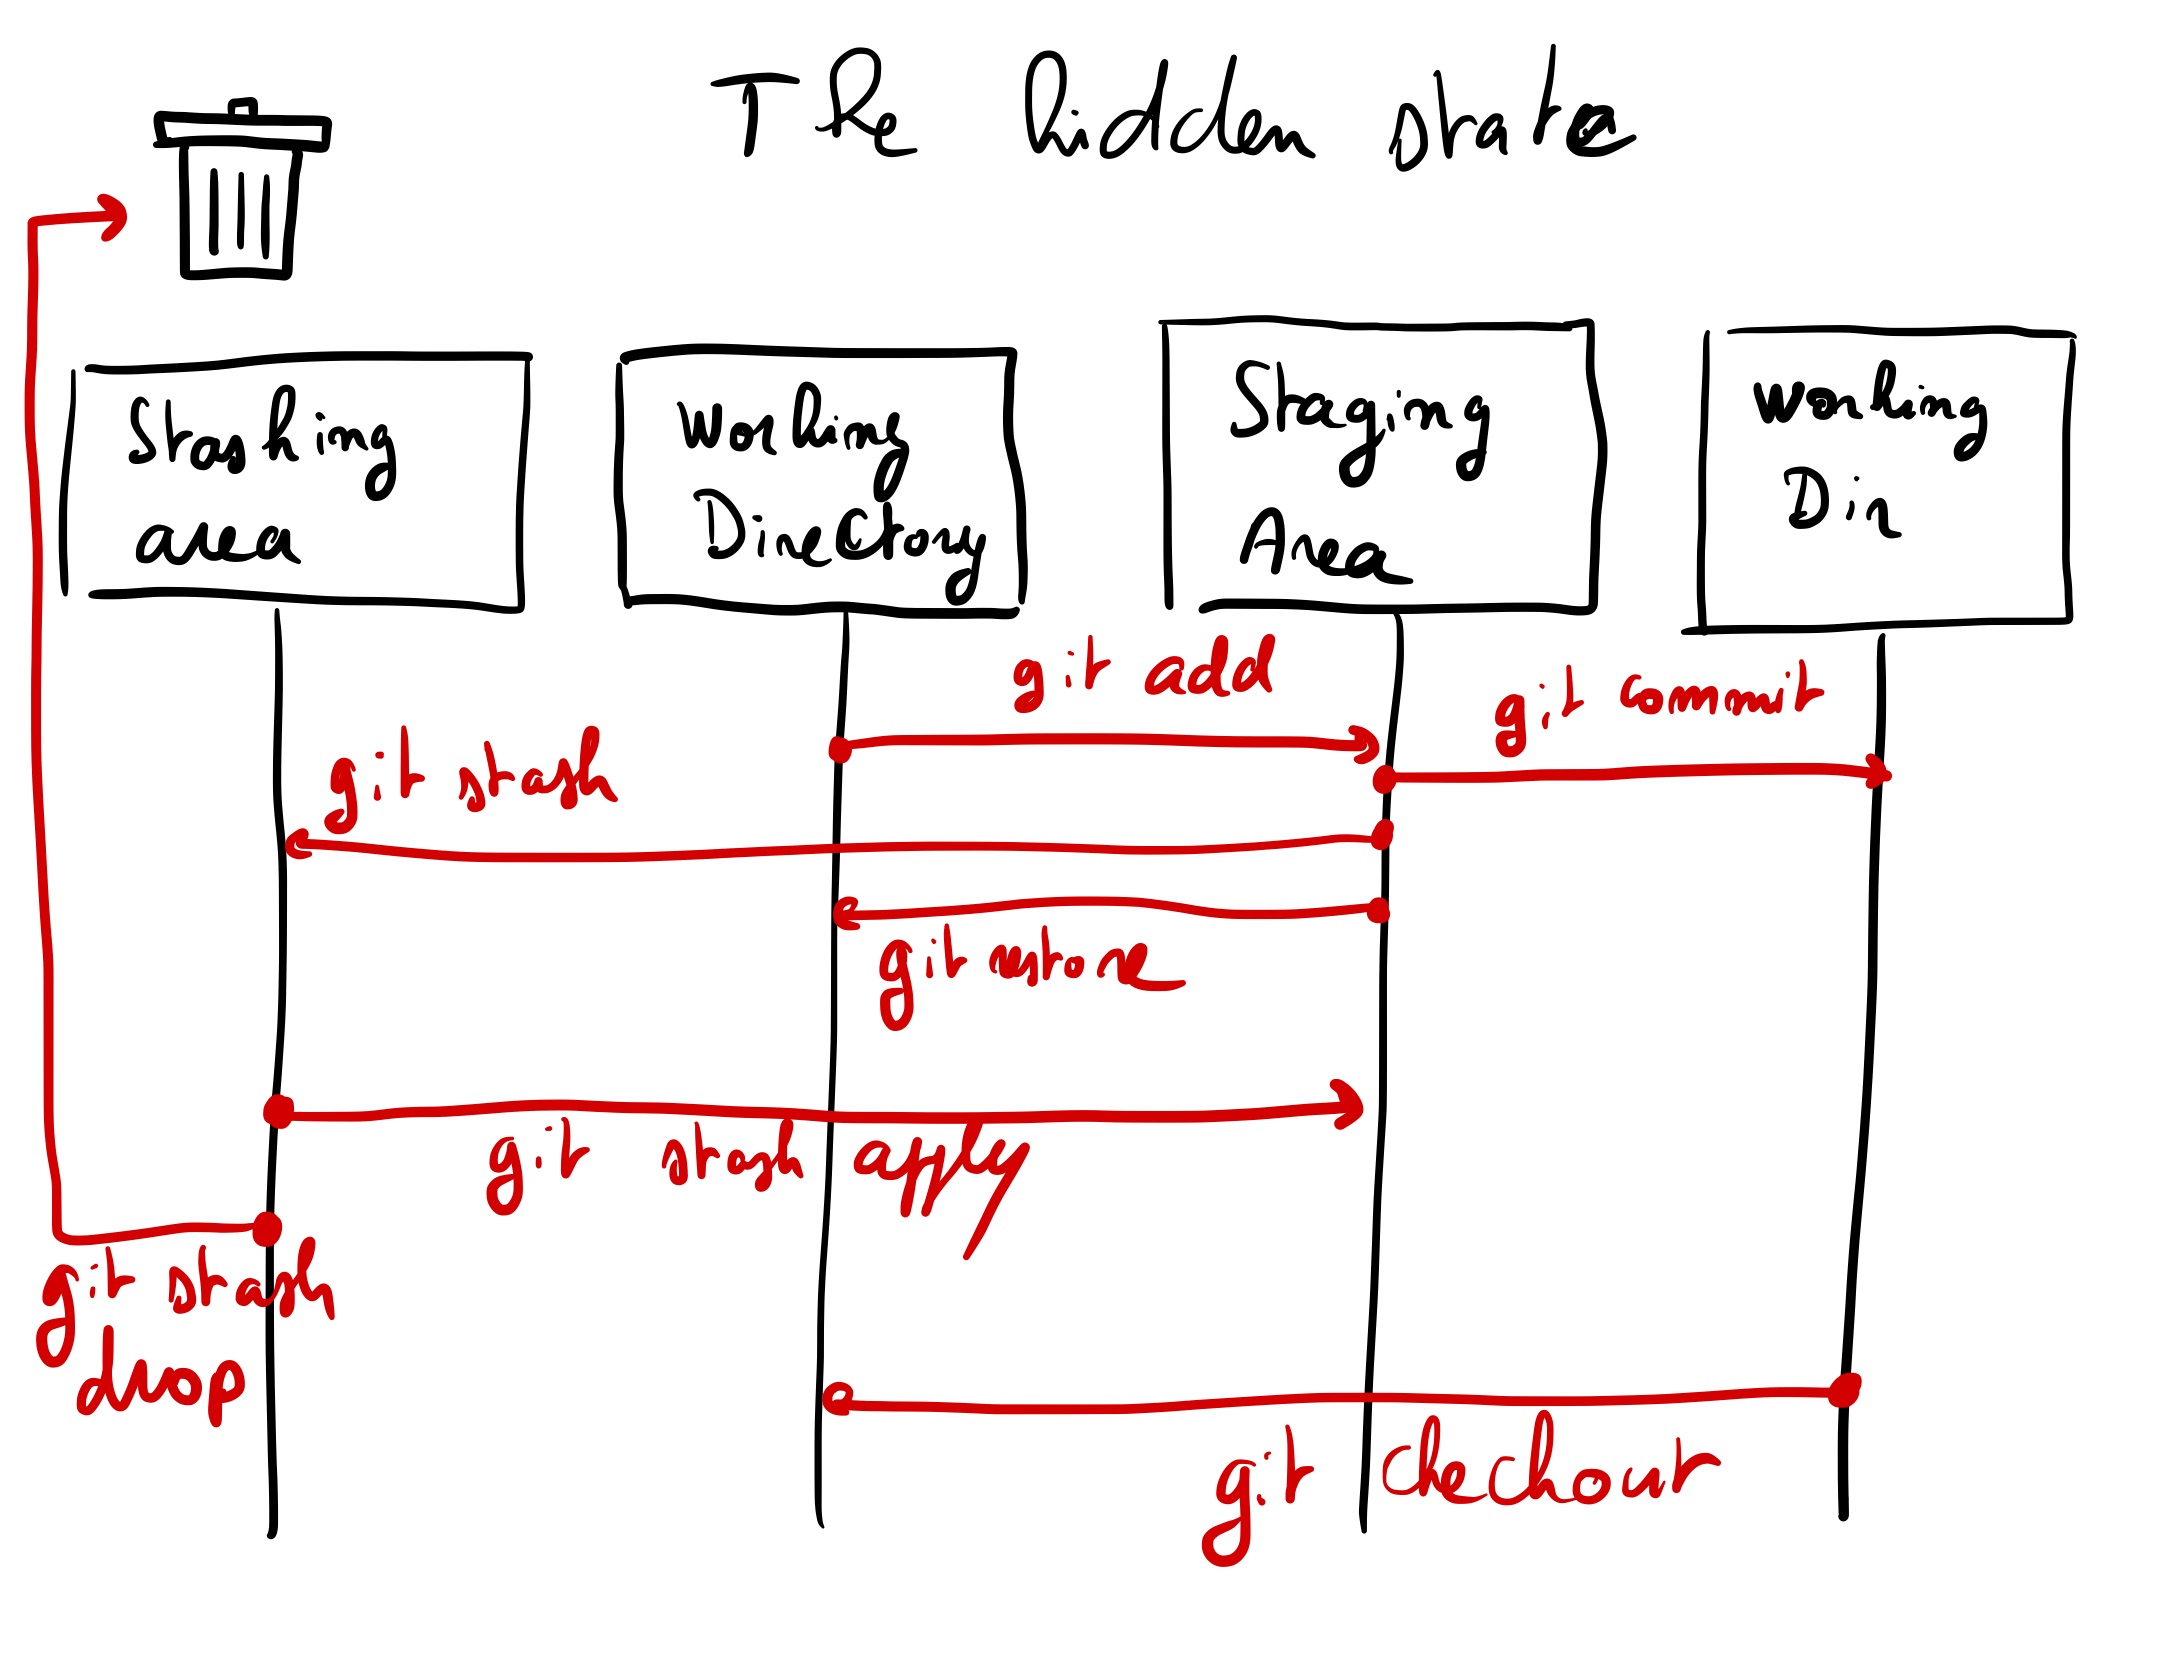 The hidden state
Stashing
area
Working
Directory
Staging
Area
Working
Dir
git add
git commit
git stash
git restore
git stash apply
git stash
drop
git checkout